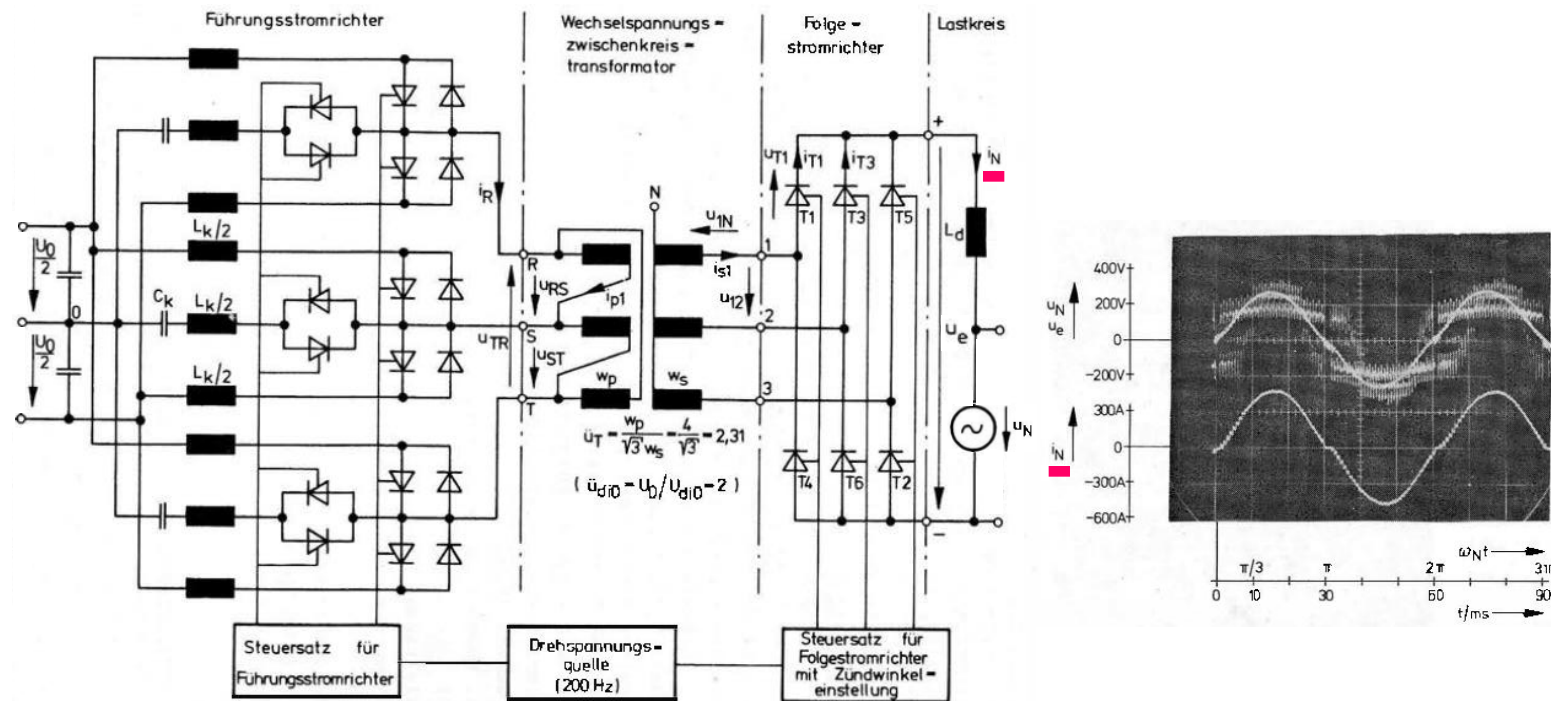 Führungsstromrichter
Wechselspannungs =
zwischenkreis =
transformator
Folge =
stromrichter
Lastkreis
U0/2
0
U0/2
Lk/2
Ck
Lk/2
Lk/2
iR
R
uRS
S
uTR
uST
T
ip1
wp
N
u1N
ws
is1
1
u12
2
3
üT = wp/√3 ws = 4/√3 = 2,31
( üdi0 = U0/Udi0 = 2 )
uT1
iT1
iT3
T1
T3
T5
T4
T6
T2
+
iN
Ld
ue
~
uN
−
Steuersatz für
Führungsstromrichter
Drehspannungs=
quelle
(200 Hz)
Steuersatz für
Folgestromrichter
mit Zündwinkel=
einstellung
400V
uN
ue
200V
0
−200V
300A
iN
0
−300A
−600A
ωNt
π/3
π
2π
3π
0
10
30
60
90
t/ms